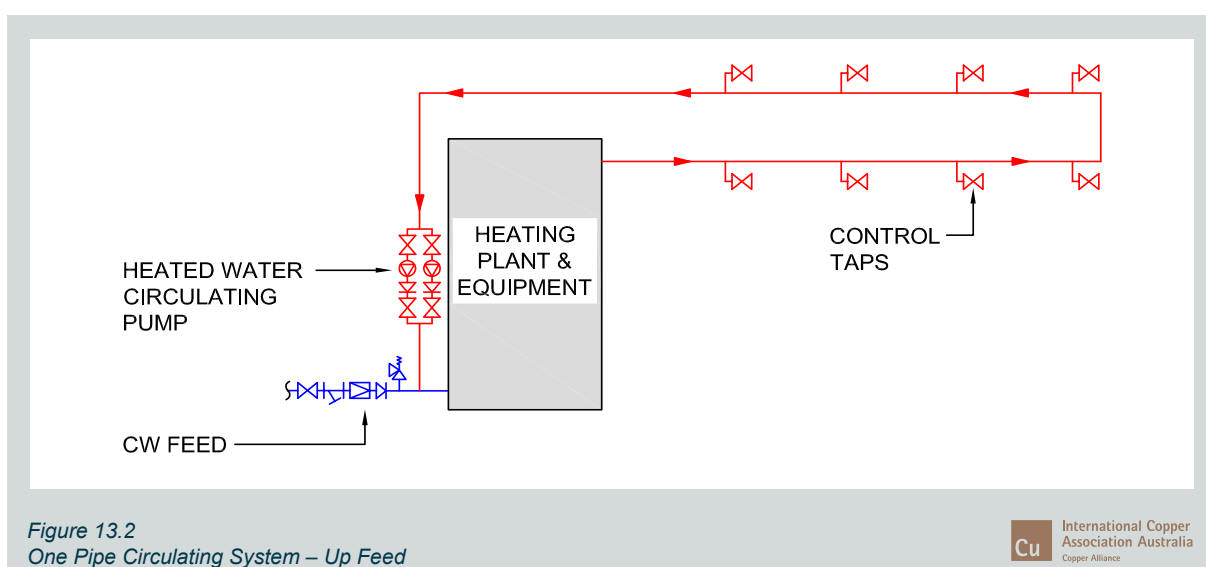 HEATING
PLANT &
EQUIPMENT
CONTROL
TAPS
HEATED WATER
CIRCULATING
PUMP
CW FEED
Figure 13.2
One Pipe Circulating System – Up Feed
Cu
International Copper
Association Australia
Copper Alliance